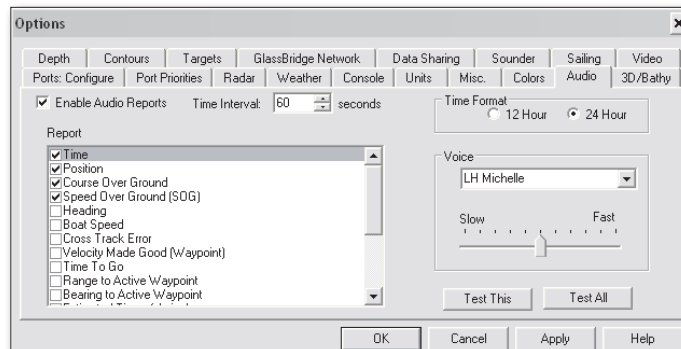 Options
Depth Contours Targets GlassBridge Network Data Sharing Sounder Sailing Video
Ports: Configure Port Priorities Radar Weather Console Units Misc. Colors Audio 3D/Bathy
Enable Audio Reports Time Interval: 60 seconds
Time Format
12 Hour 24 Hour
Report
Time
Position
Course Over Ground
Speed Over Ground (SOG)
Heading
Boat Speed
Cross Track Error
Velocity Made Good (Waypoint)
Time To Go
Range to Active Waypoint
Bearing to Active Waypoint
Voice
LH Michelle
Slow Fast
Test This Test All
OK Cancel Apply Help